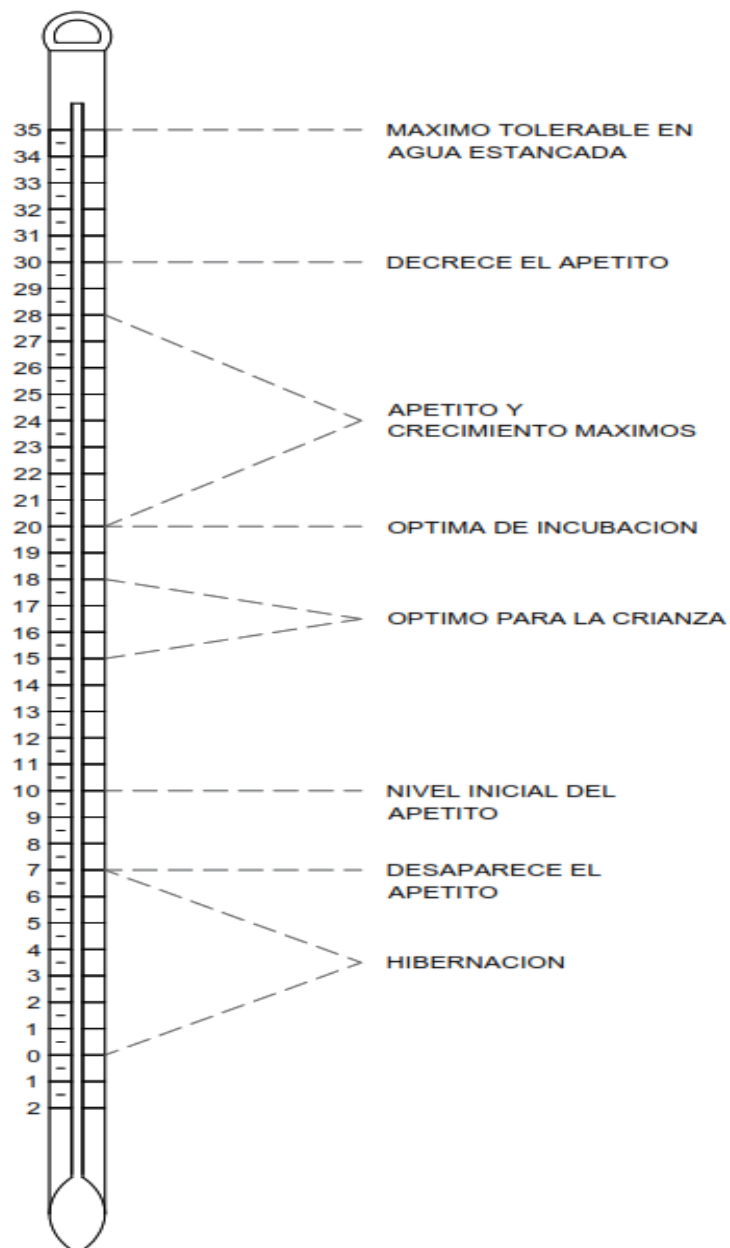 35 MAXIMO TOLERABLE EN
34 AGUA ESTANCADA
33
32
31
30 DECRECE EL APETITO
29
28
27
26
25
24 APETITO Y
CRECIMIENTO MAXIMOS
23
22
21
20 OPTIMA DE INCUBACION
19
18
17
16 OPTIMO PARA LA CRIANZA
15
14
13
12
11
10 NIVEL INICIAL DEL
9 APETITO
8
7 DESAPARECE EL
6 APETITO
5
4
HIBERNACION
3
2
1
0
1
2